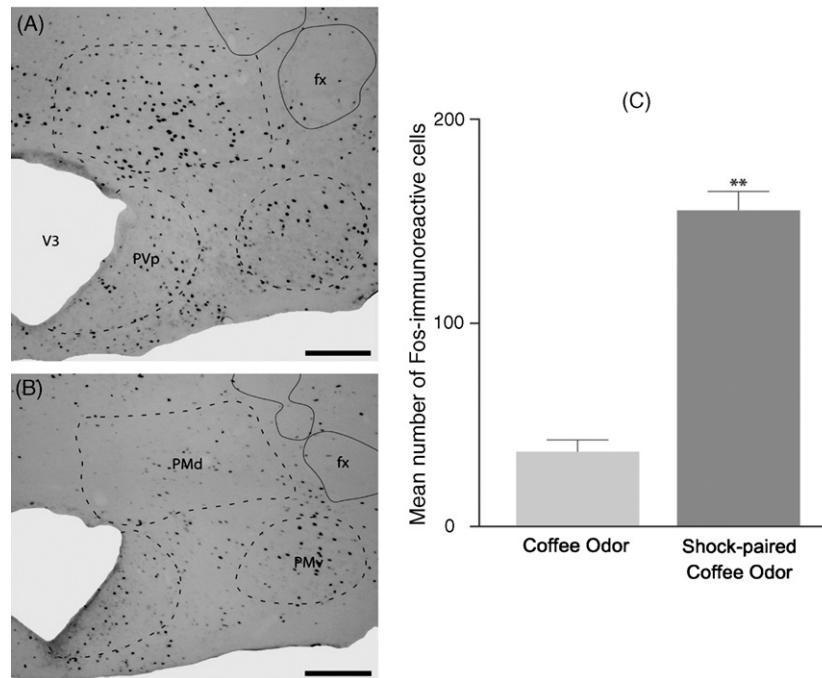 (A)
fx
V3
PVp
(B)
PMd
fx
PMv
(C)
Mean number of Fos-immunoreactive cells
200
100
0
**
Coffee Odor
Shock-paired
Coffee Odor